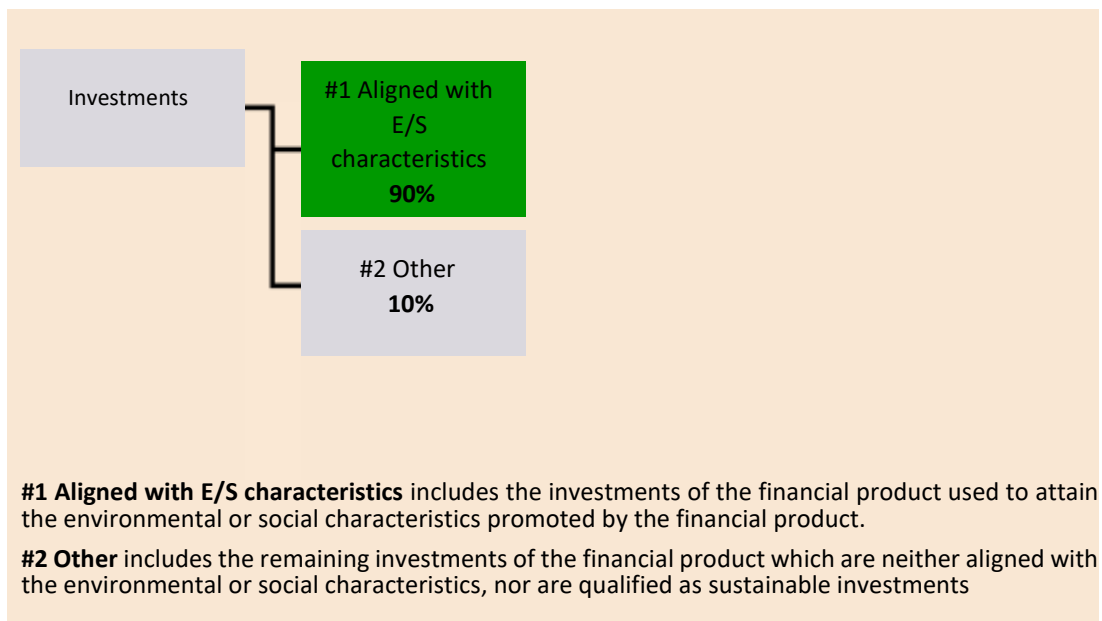 Investments
#1 Aligned with
E/S
characteristics
90%
#2 Other
10%
#1 Aligned with E/S characteristics includes the investments of the financial product used to attain
the environmental or social characteristics promoted by the financial product.
#2 Other includes the remaining investments of the financial product which are neither aligned with
the environmental or social characteristics, nor are qualified as sustainable investments